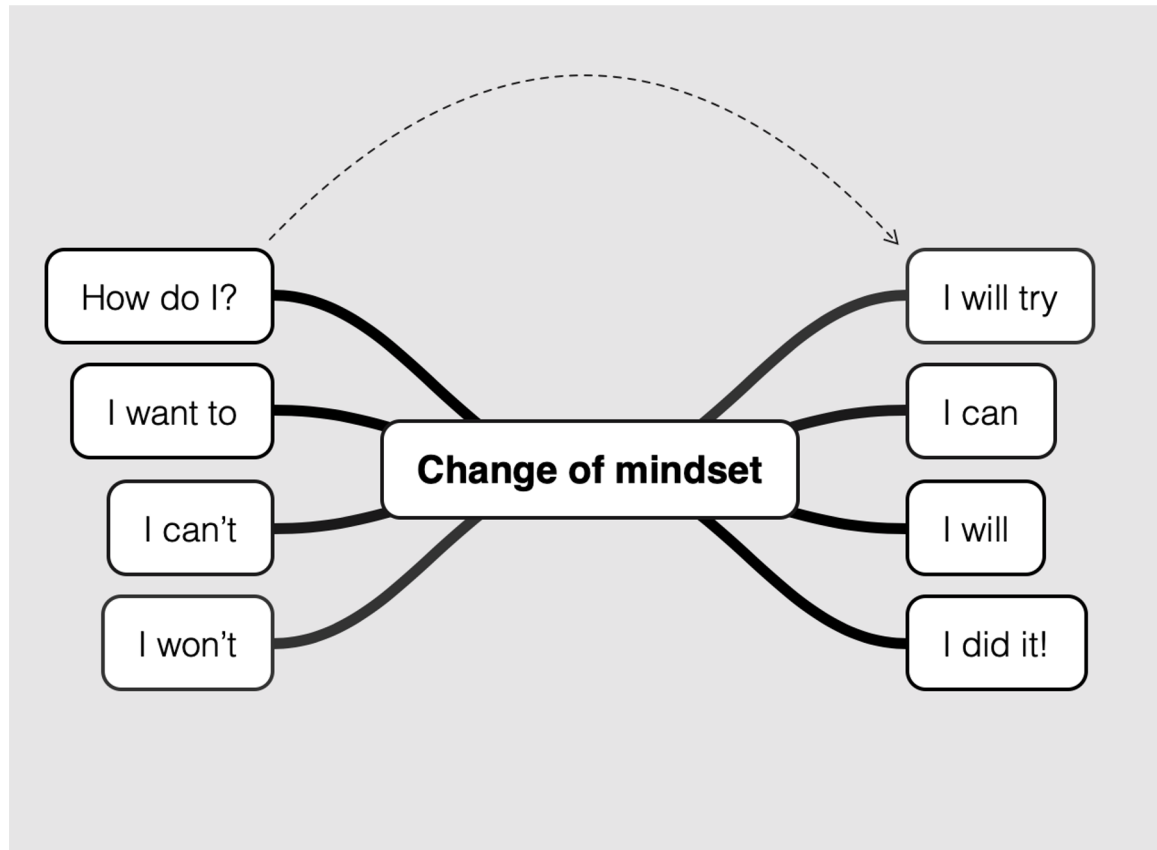 How do I?
I want to
I can’t
I won’t
Change of mindset
I will try
I can
I will
I did it!